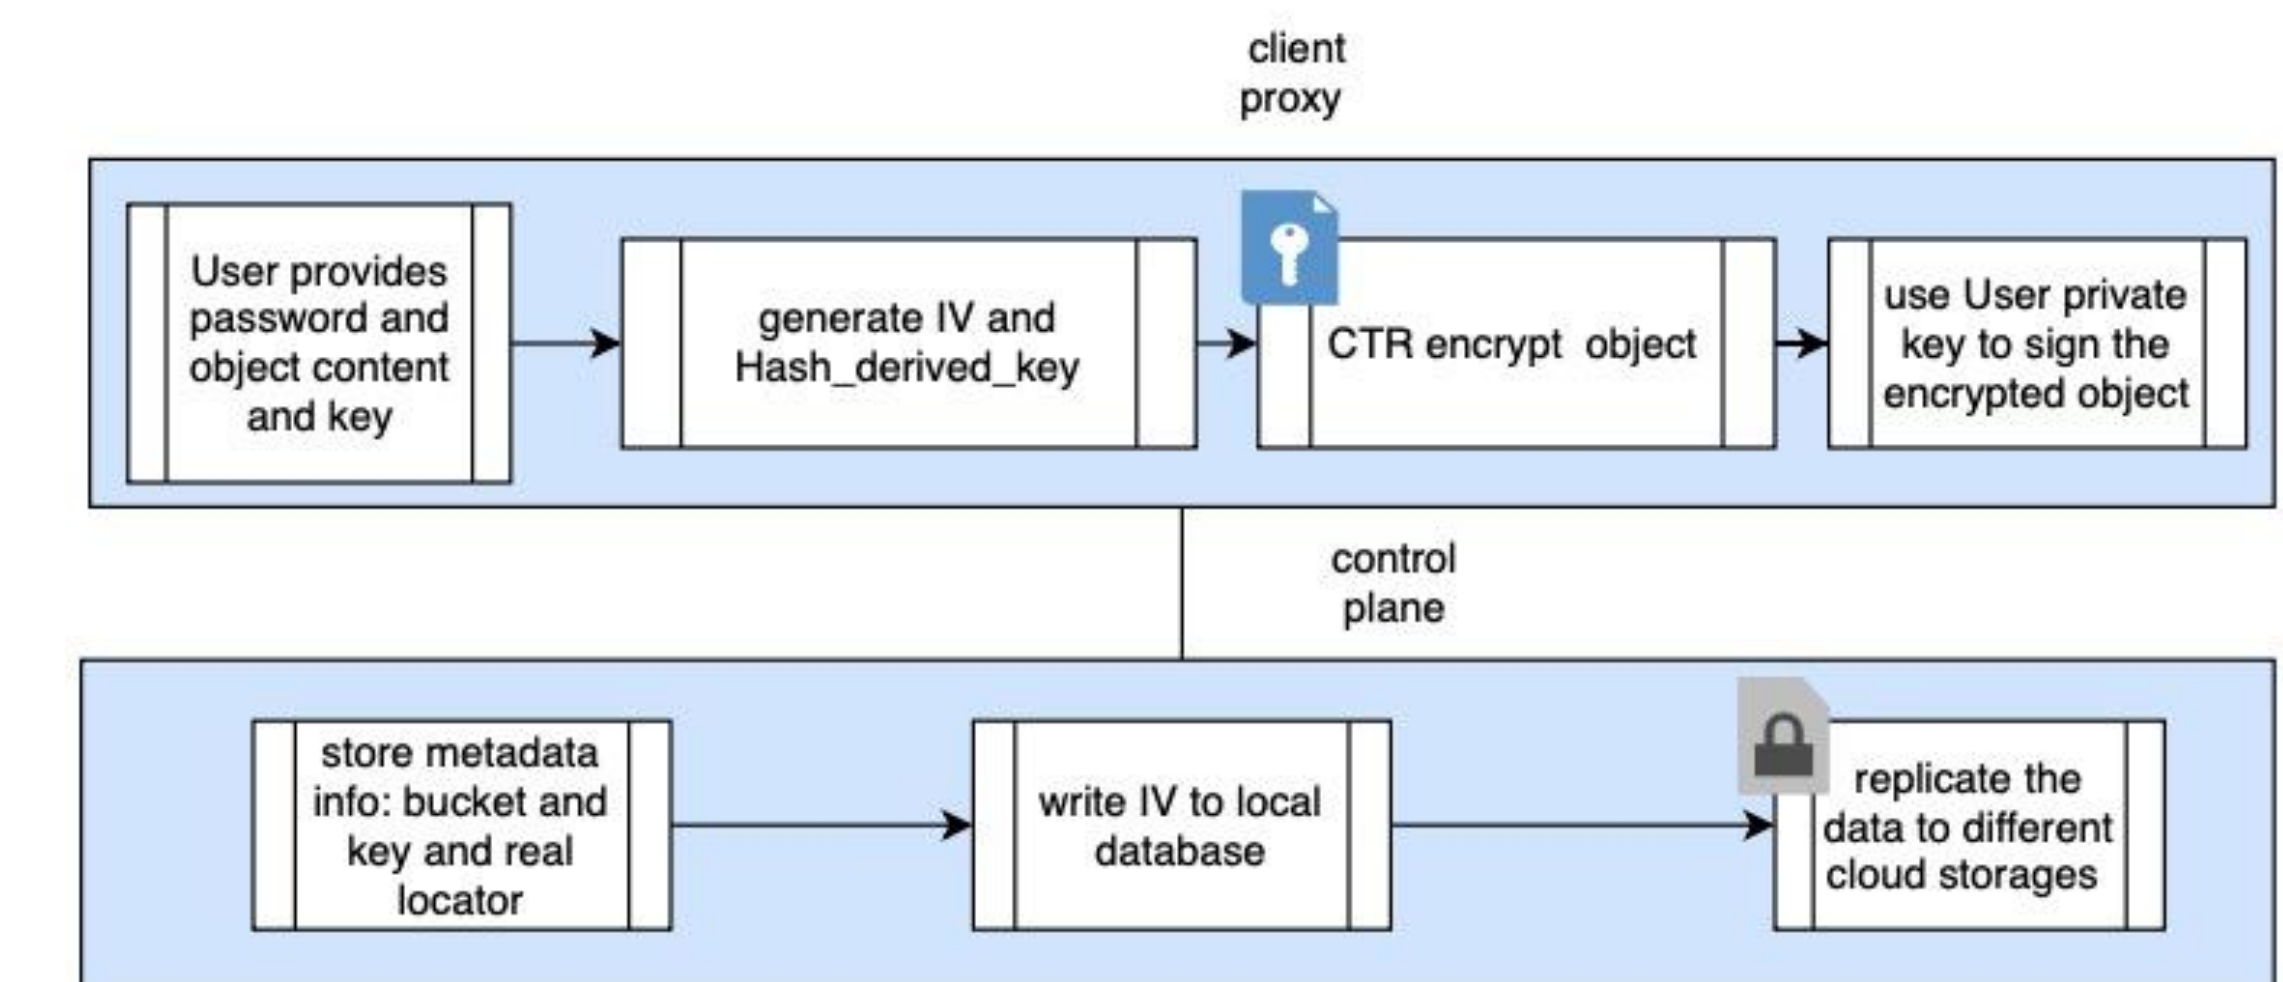 client
proxy
User provides
password and
object content
and key
generate IV and
Hash_derived_key
CTR encrypt  object
use User private
key to sign the
encrypted object
control
plane
store metadata
info: bucket and
key and real
locator
write IV to local
database
replicate the
data to different
cloud storages